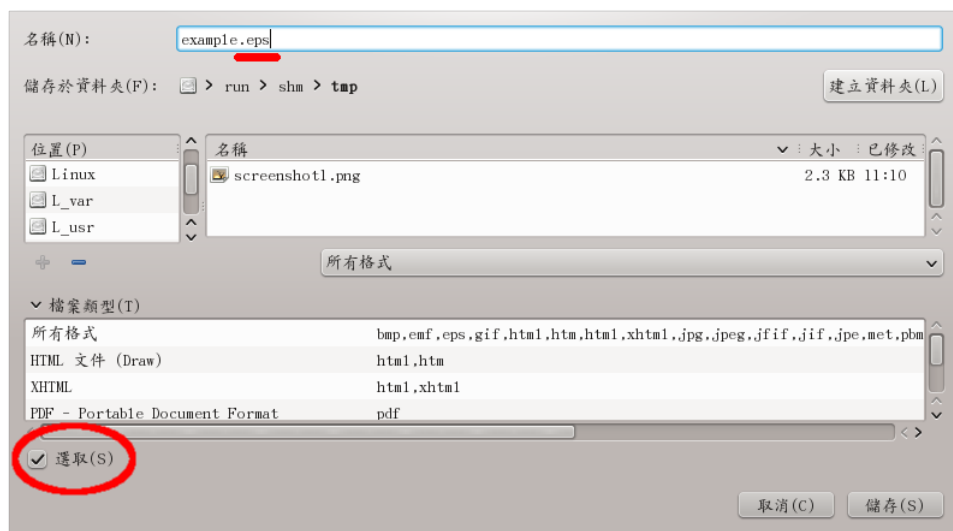 名稱(N): example.eps
儲存於資料夾(F): > run > shm > tmp 建立資料夾(L)
位置(P) 名稱 大小 已修改
Linux screenshot1.png 2.3 KB 11:10
L_var
L_usr
所有格式
檔案類型(T)
所有格式 bmp,emf,eps,gif,html,htm,html,xhtml,jpg,jpeg,jfif,jif,jpe,met,pbm
HTML 文件 (Draw) html,htm
XHTML html,xhtml
PDF - Portable Document Format pdf
選取(S)
取消(C) 儲存(S)